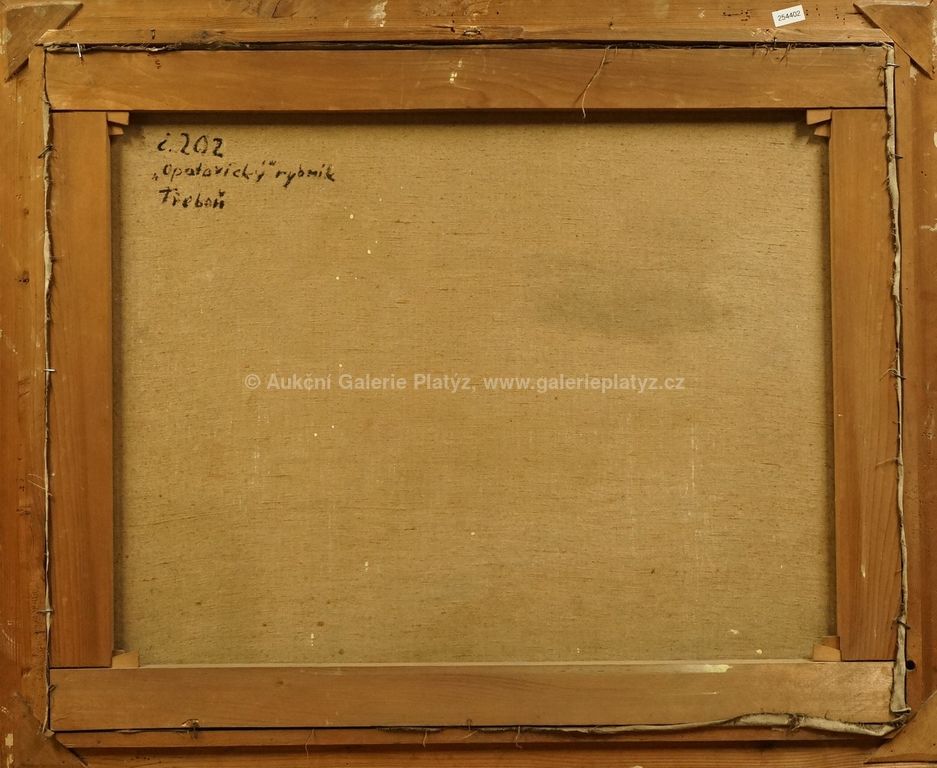 254402
č. 202
„Opatovický" rybník
Třeboň
© Aukční Galerie Platýz, www.galerieplatyz.cz